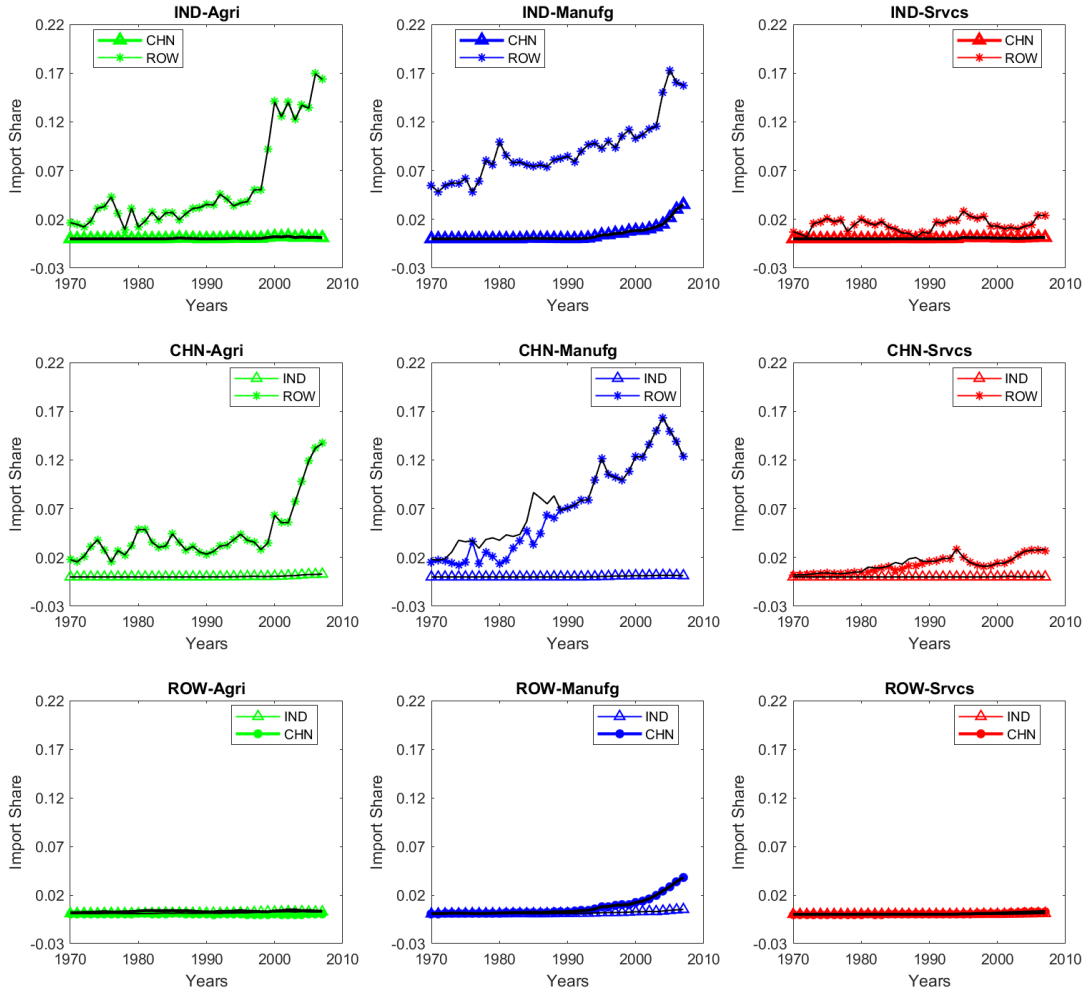 IND-Agri
0.22
0.17
0.12
0.07
0.02
-0.03
Import Share
CHN
ROW
1970 1980 1990 2000 2010
Years
IND-Manufg
0.22
0.17
0.12
0.07
0.02
-0.03
Import Share
CHN
ROW
1970 1980 1990 2000 2010
Years
IND-Srvcs
0.22
0.17
0.12
0.07
0.02
-0.03
Import Share
CHN
ROW
1970 1980 1990 2000 2010
Years
CHN-Agri
0.22
0.17
0.12
0.07
0.02
-0.03
Import Share
IND
ROW
1970 1980 1990 2000 2010
Years
CHN-Manufg
0.22
0.17
0.12
0.07
0.02
-0.03
Import Share
IND
ROW
1970 1980 1990 2000 2010
Years
CHN-Srvcs
0.22
0.17
0.12
0.07
0.02
-0.03
Import Share
IND
ROW
1970 1980 1990 2000 2010
Years
ROW-Agri
0.22
0.17
0.12
0.07
0.02
-0.03
Import Share
IND
CHN
1970 1980 1990 2000 2010
Years
ROW-Manufg
0.22
0.17
0.12
0.07
0.02
-0.03
Import Share
IND
CHN
1970 1980 1990 2000 2010
Years
ROW-Srvcs
0.22
0.17
0.12
0.07
0.02
-0.03
Import Share
IND
CHN
1970 1980 1990 2000 2010
Years